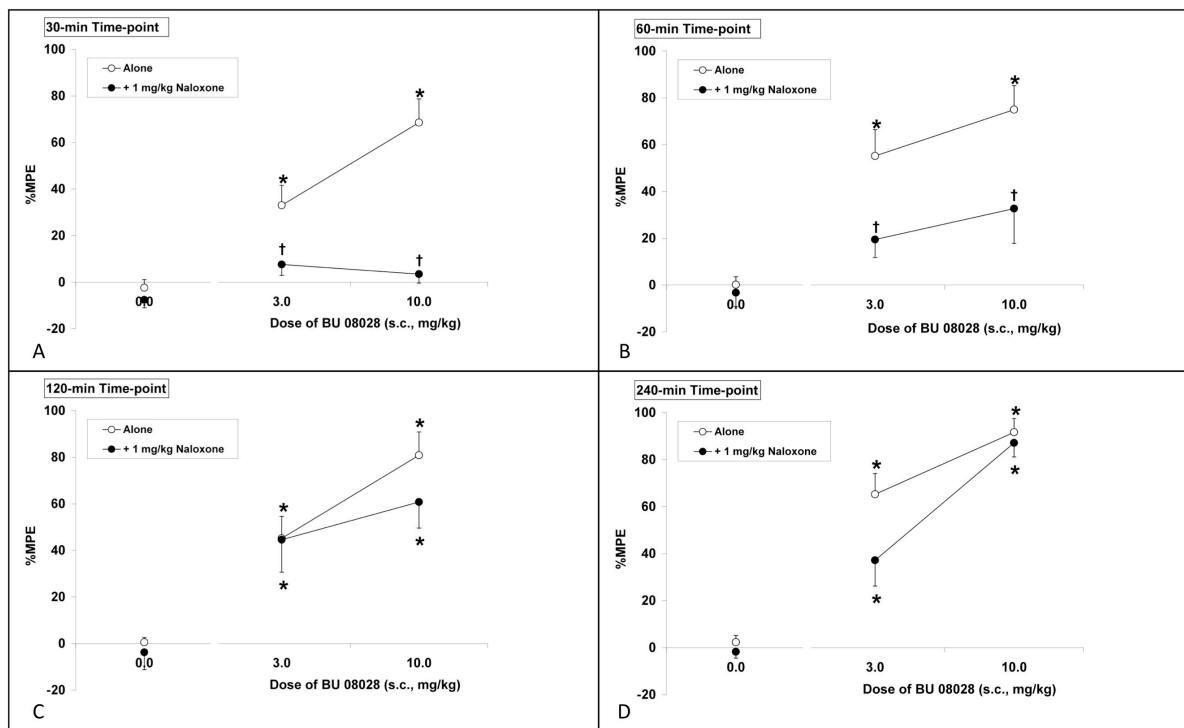 30-min Time-point
100
80
60
40
20
0
-20
%MPE
Alone
+ 1 mg/kg Naloxone
*
*
†
†
0.0
3.0
10.0
Dose of BU 08028 (s.c., mg/kg)
A
60-min Time-point
100
80
60
40
20
0
-20
%MPE
Alone
+ 1 mg/kg Naloxone
*
*
†
†
0.0
3.0
10.0
Dose of BU 08028 (s.c., mg/kg)
B
120-min Time-point
100
80
60
40
20
0
-20
%MPE
Alone
+ 1 mg/kg Naloxone
*
*
*
*
0.0
3.0
10.0
Dose of BU 08028 (s.c., mg/kg)
C
240-min Time-point
100
80
60
40
20
0
-20
%MPE
Alone
+ 1 mg/kg Naloxone
*
*
*
*
0.0
3.0
10.0
Dose of BU 08028 (s.c., mg/kg)
D